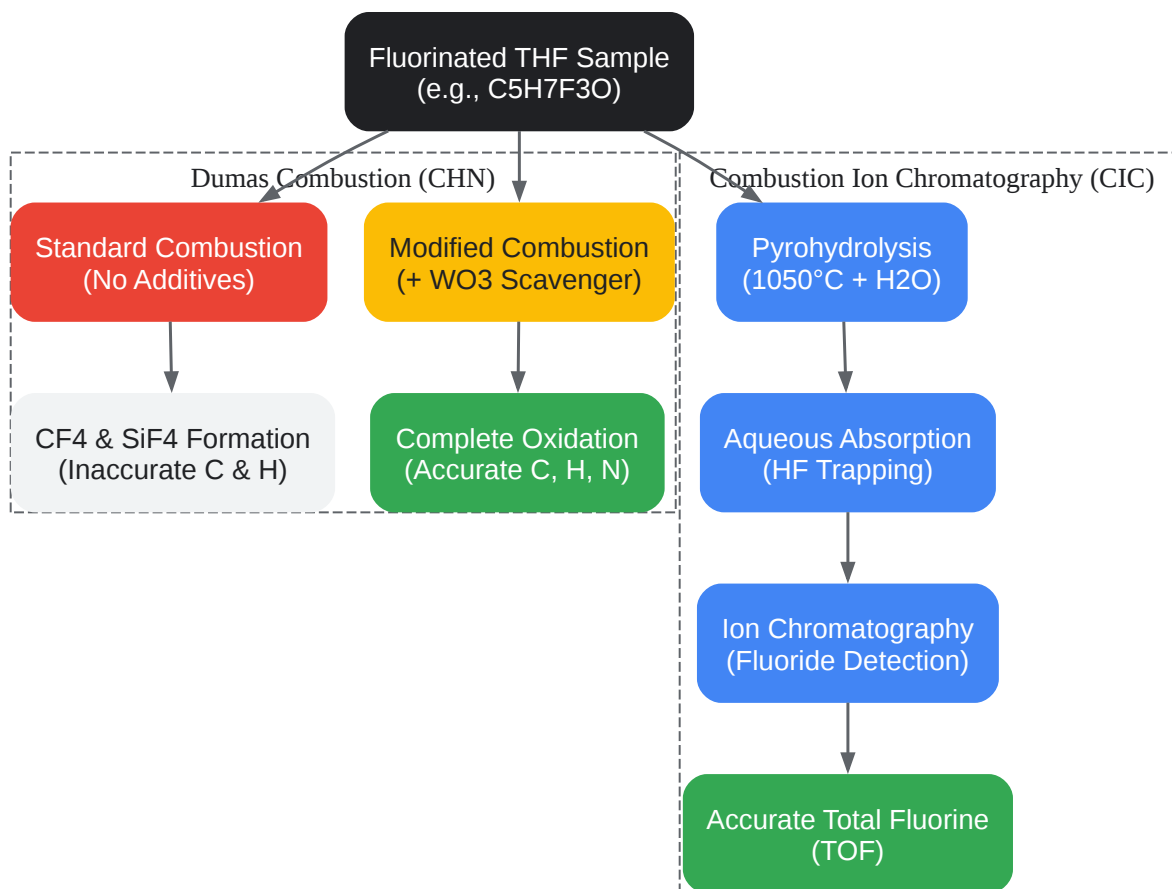 Fluorinated THF Sample
(e.g., C5H7F3O)
Dumas Combustion (CHN)
Combustion Ion Chromatography (CIC)
Standard Combustion
(No Additives)
Modified Combustion
(+ WO3 Scavenger)
Pyrohydrolysis
(1050°C + H2O)
CF4 & SiF4 Formation
(Inaccurate C & H)
Complete Oxidation
(Accurate C, H, N)
Aqueous Absorption
(HF Trapping)
Ion Chromatography
(Fluoride Detection)
Accurate Total Fluorine
(TOF)